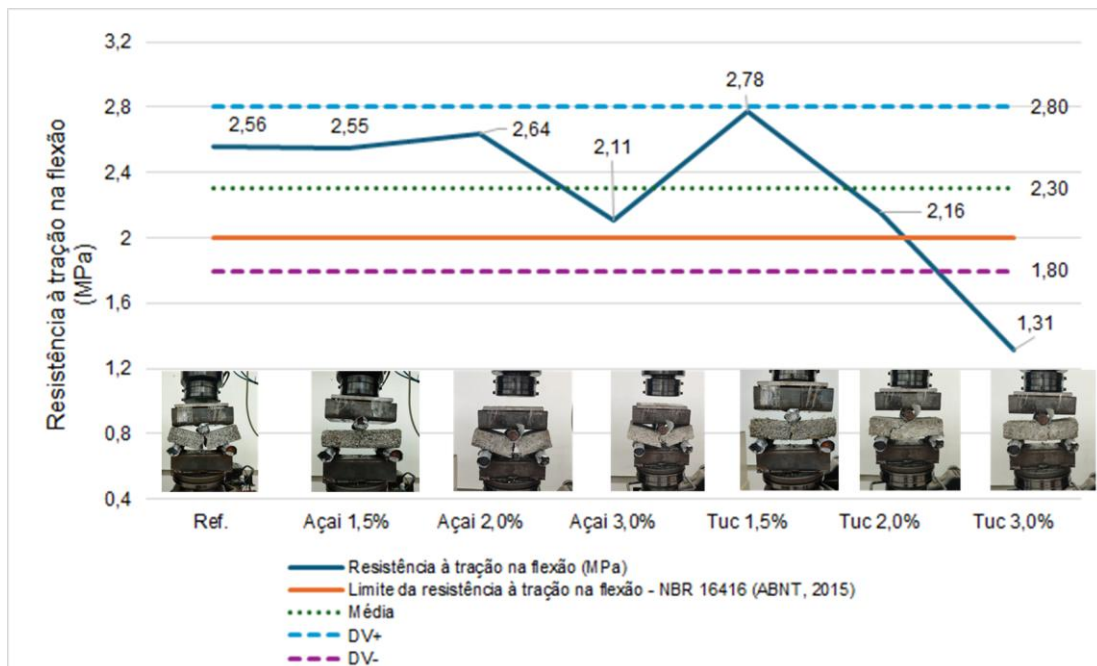 Resistência à tração na flexão
(MPa)
3,2
2,8
2,4
2
1,6
1,2
0,8
0,4
2,56
2,55
2,64
2,11
2,78
2,16
1,31
2,80
2,30
1,80
Ref.
Açai 1,5%
Açai 2,0%
Açai 3,0%
Tuc 1,5%
Tuc 2,0%
Tuc 3,0%
Resistência à tração na flexão (MPa)
Limite da resistência à tração na flexão - NBR 16416 (ABNT, 2015)
Média
DV+
DV-